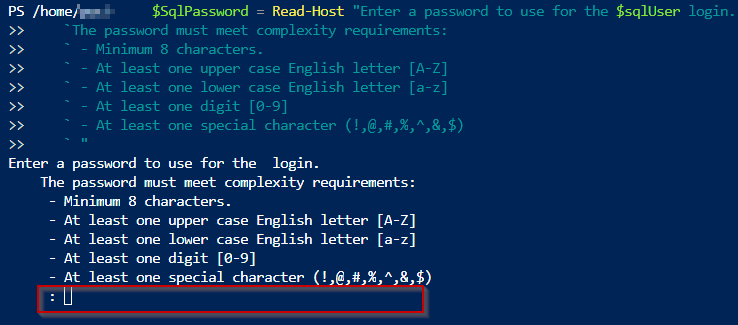 PS /home/ $SqlPassword = Read-Host "Enter a password to use for the $sqlUser login.
>> `The password must meet complexity requirements:
>> ` - Minimum 8 characters.
>> ` - At least one upper case English letter [A-Z]
>> ` - At least one lower case English letter [a-z]
>> ` - At least one digit [0-9]
>> ` - At least one special character (!,@,#,%,^,&,$)
>> ` "
Enter a password to use for the  login.
The password must meet complexity requirements:
- Minimum 8 characters.
- At least one upper case English letter [A-Z]
- At least one lower case English letter [a-z]
- At least one digit [0-9]
- At least one special character (!,@,#,%,^,&,$)
: